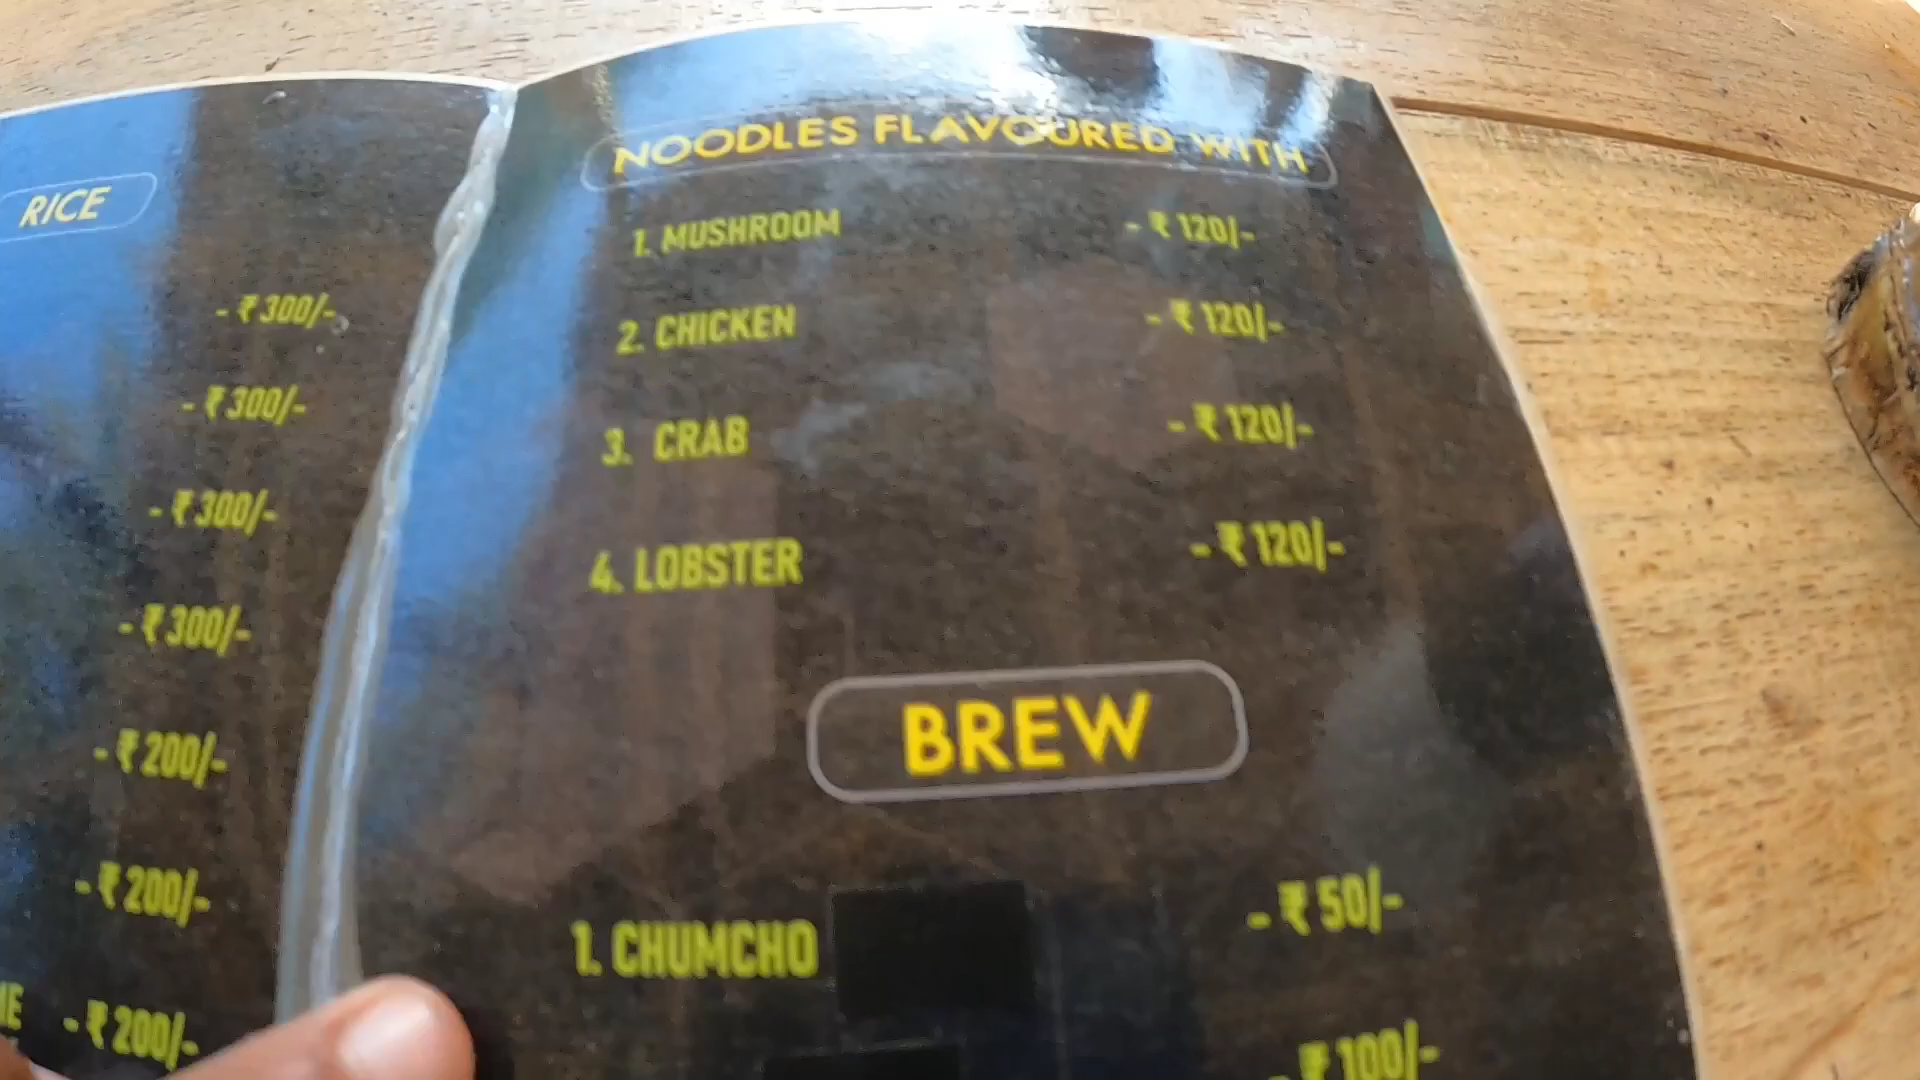 RICE
- ₹ 300/-
- ₹ 300/-
- ₹ 300/-
- ₹ 300/-
- ₹ 200/-
- ₹ 200/-
- ₹ 200/-
NOODLES FLAVOURED WITH
1. MUSHROOM - ₹ 120/-
2. CHICKEN - ₹ 120/-
3. CRAB - ₹ 120/-
4. LOBSTER - ₹ 120/-
BREW
1. CHUMCHO - ₹ 50/-
- ₹ 100/-